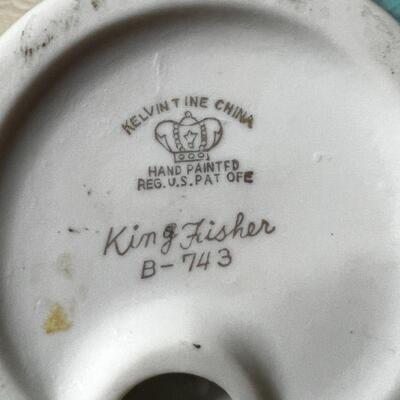 KELVINTINE CHINA
HAND PAINTED
REG. U.S. PAT OFF
King Fisher
B-743